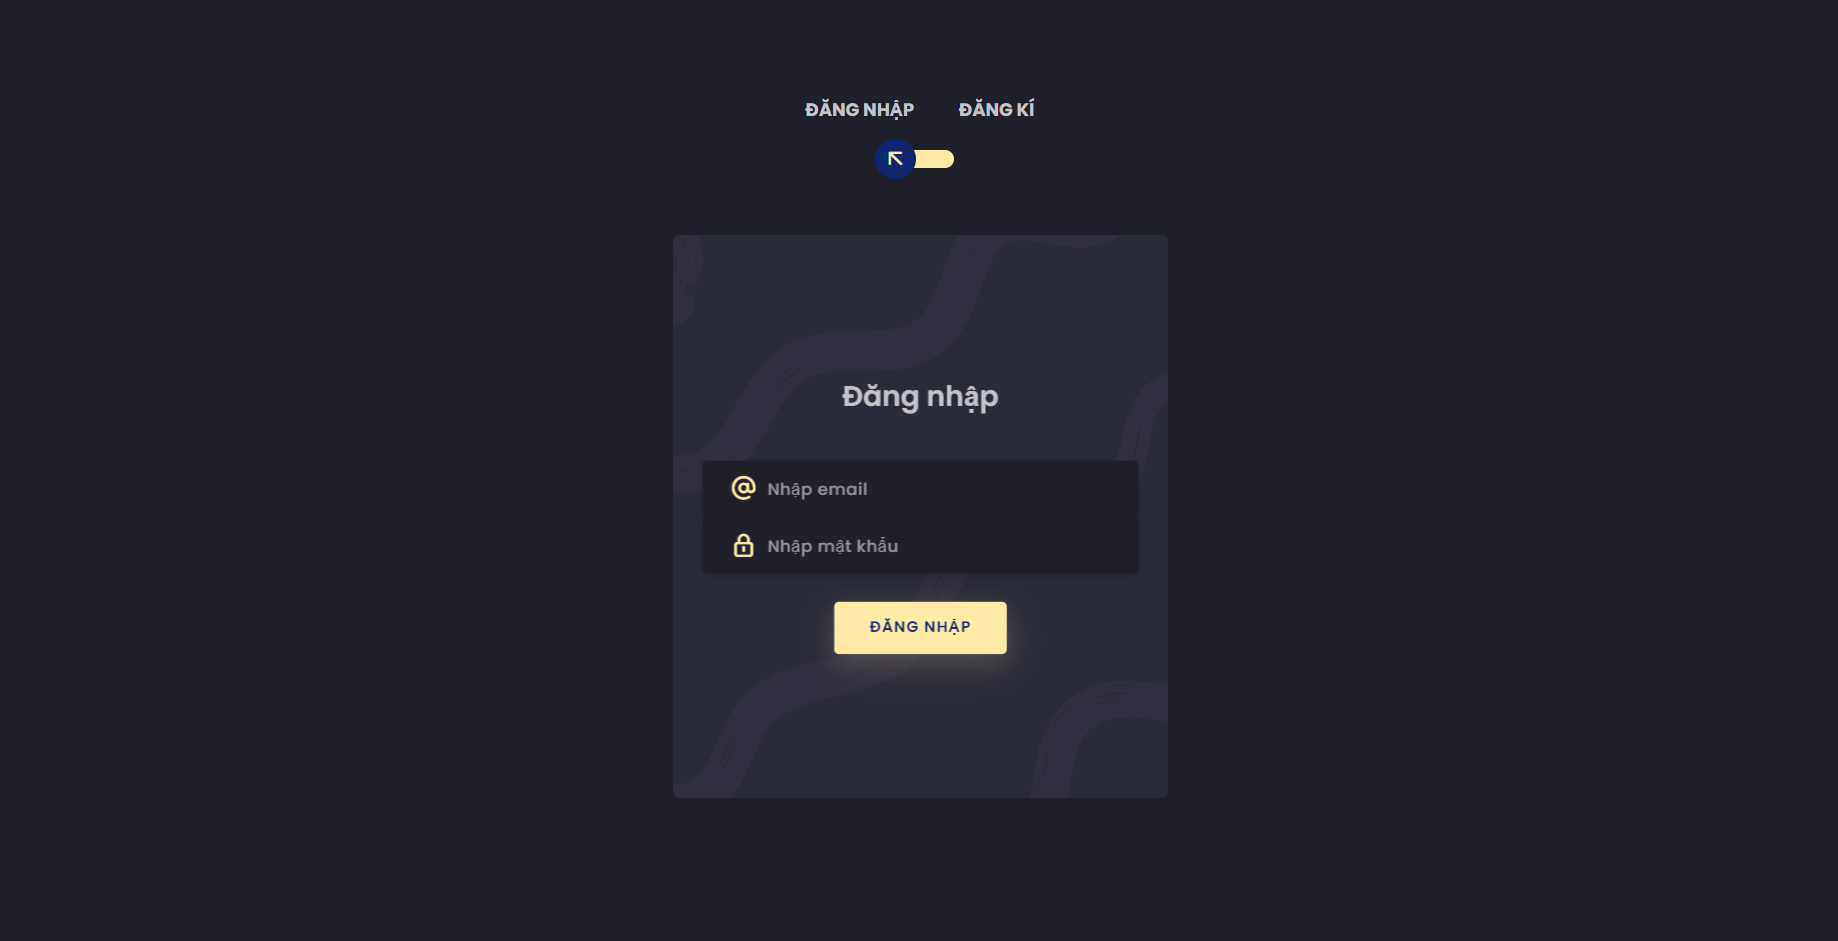 ĐĂNG NHẬP ĐĂNG KÍ
Đăng nhập
Nhập email
Nhập mật khẩu
ĐĂNG NHẬP